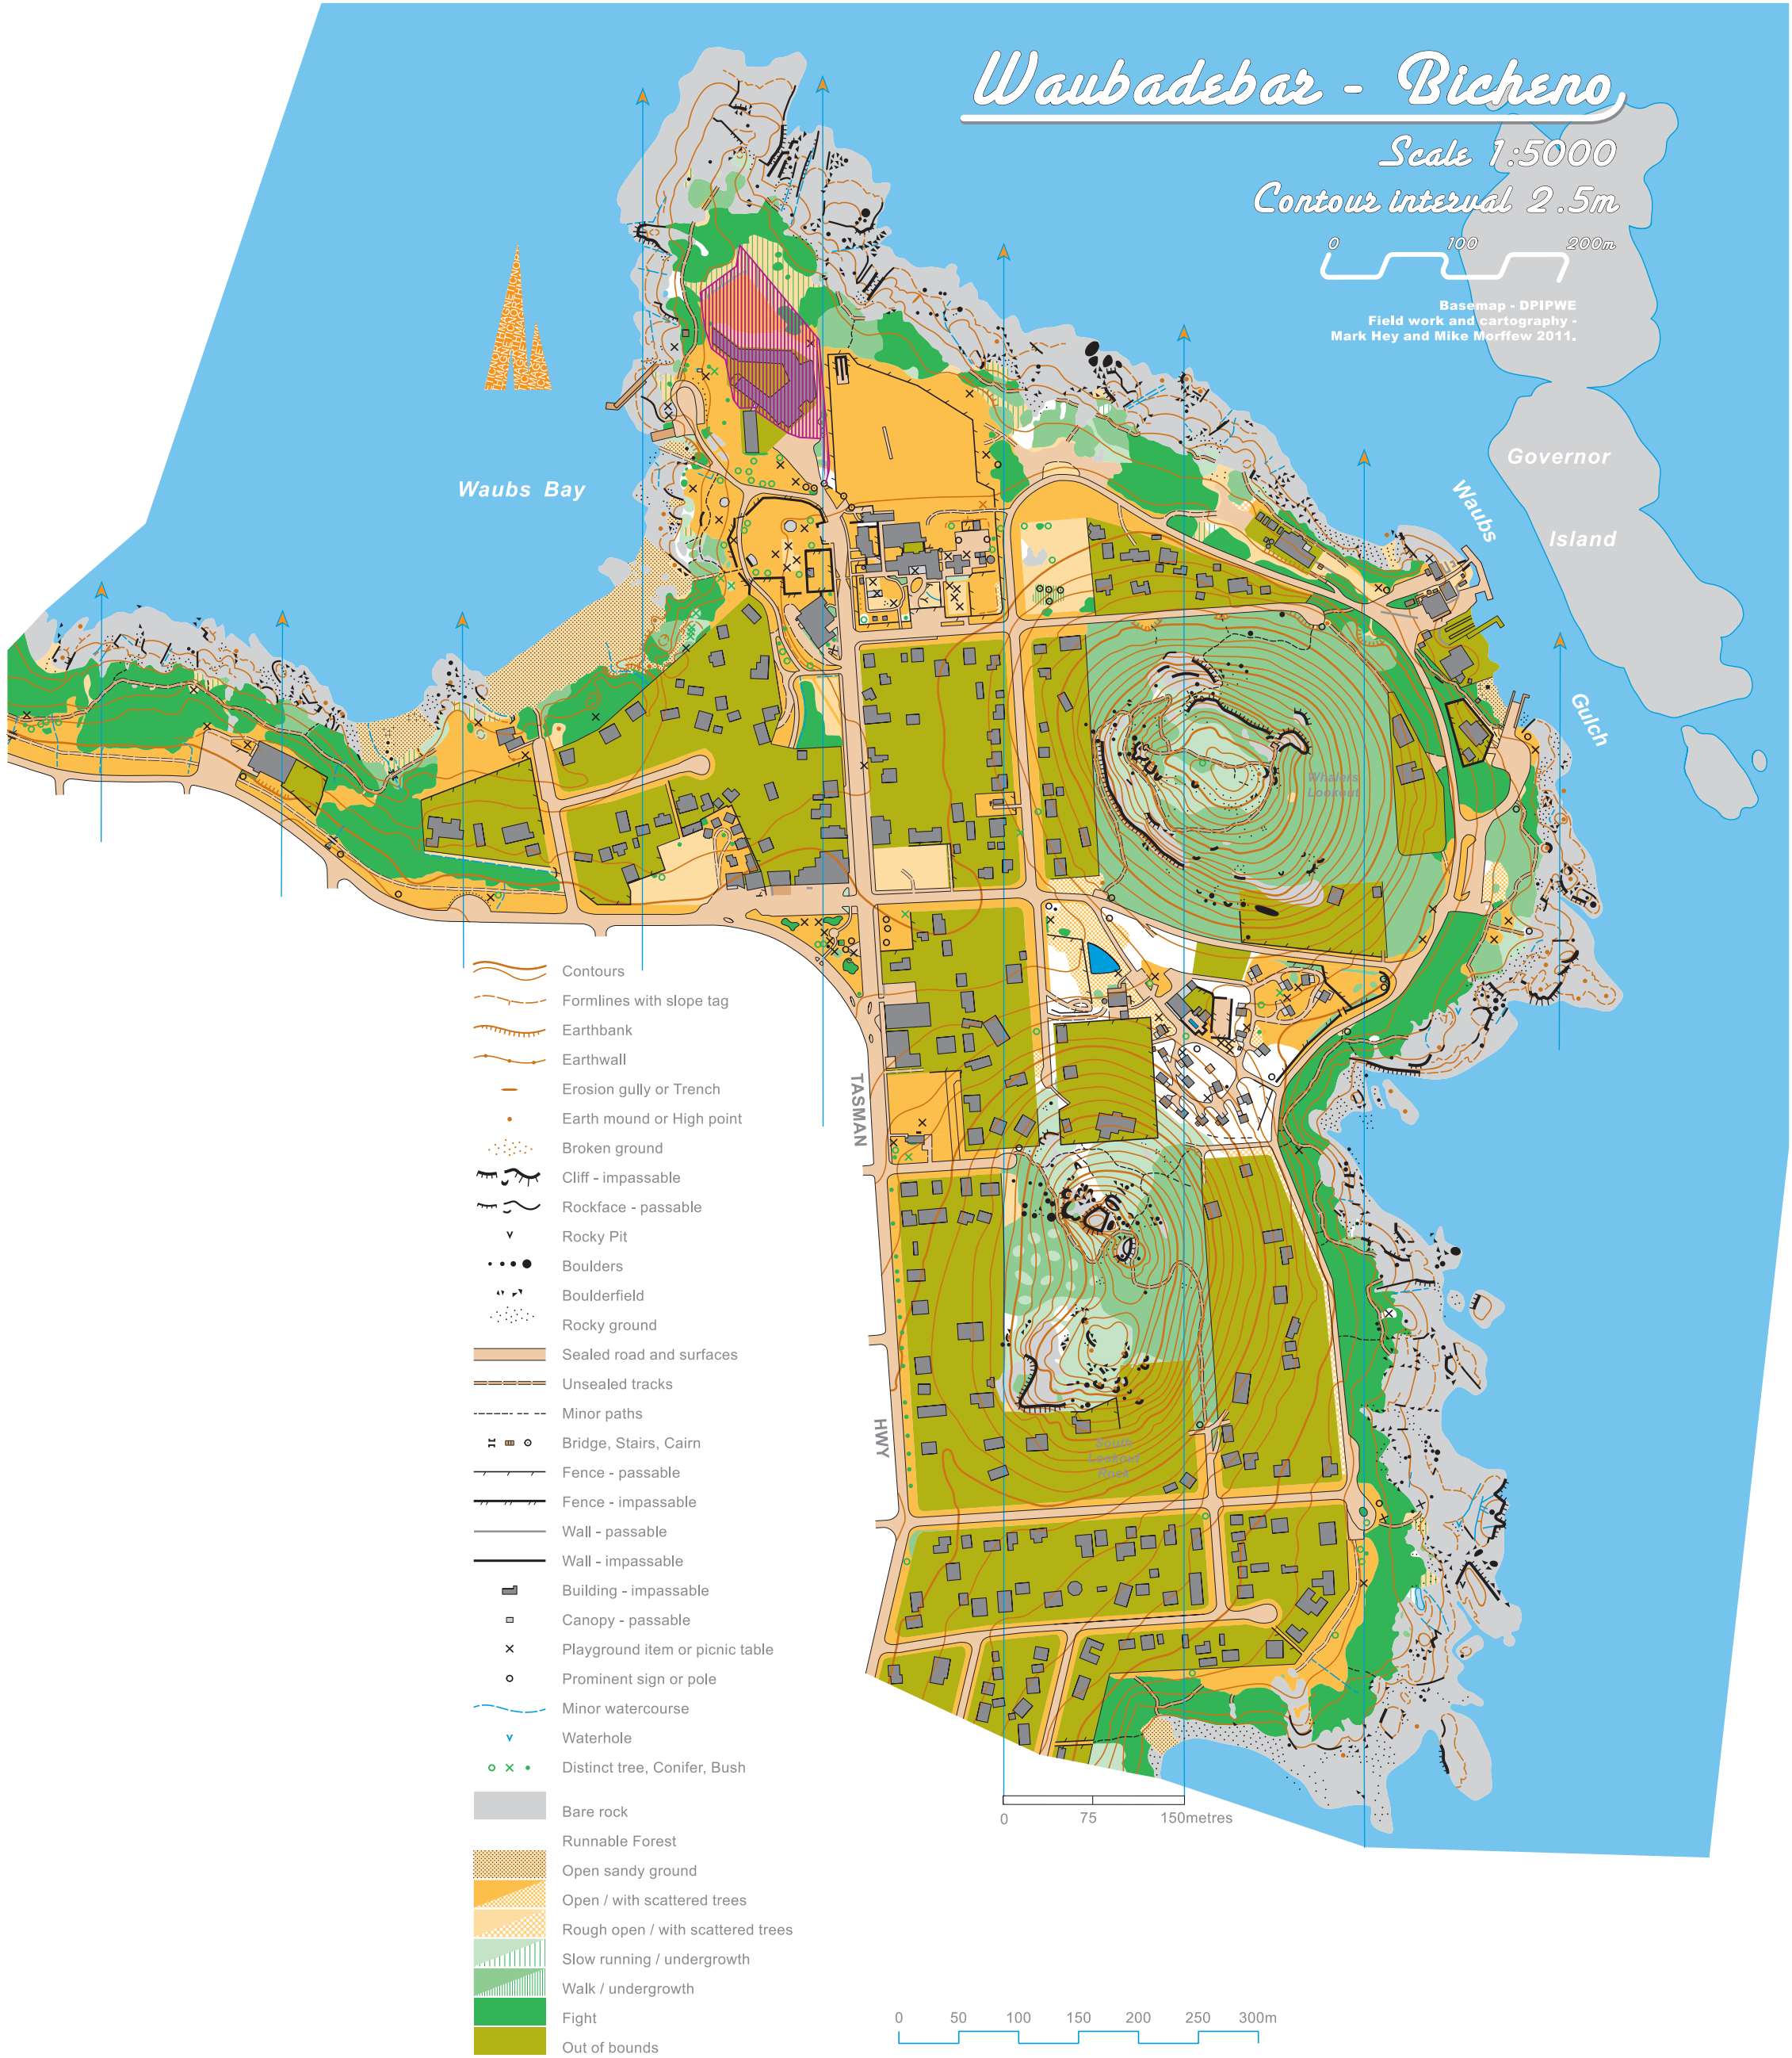 Waubadebar - Bicheno
Scale 1:5000
Contour interval 2.5m
0 100 200m
Basemap - DPIPWE
Field work and cartography -
Mark Hey and Mike Morffew 2011.
Waubs Bay
Governor
Island
Waubs
Gulch
Whalers
Lookout
TASMAN
HWY
South
Lookout
Rock
Contours
Formlines with slope tag
Earthbank
Earthwall
Erosion gully or Trench
Earth mound or High point
Broken ground
Cliff - impassable
Rockface - passable
Rocky Pit
Boulders
Boulderfield
Rocky ground
Sealed road and surfaces
Unsealed tracks
Minor paths
Bridge, Stairs, Cairn
Fence - passable
Fence - impassable
Wall - passable
Wall - impassable
Building - impassable
Canopy - passable
Playground item or picnic table
Prominent sign or pole
Minor watercourse
Waterhole
Distinct tree, Conifer, Bush
Bare rock
Runnable Forest
Open sandy ground
Open / with scattered trees
Rough open / with scattered trees
Slow running / undergrowth
Walk / undergrowth
Fight
Out of bounds
0 75 150metres
0 50 100 150 200 250 300m